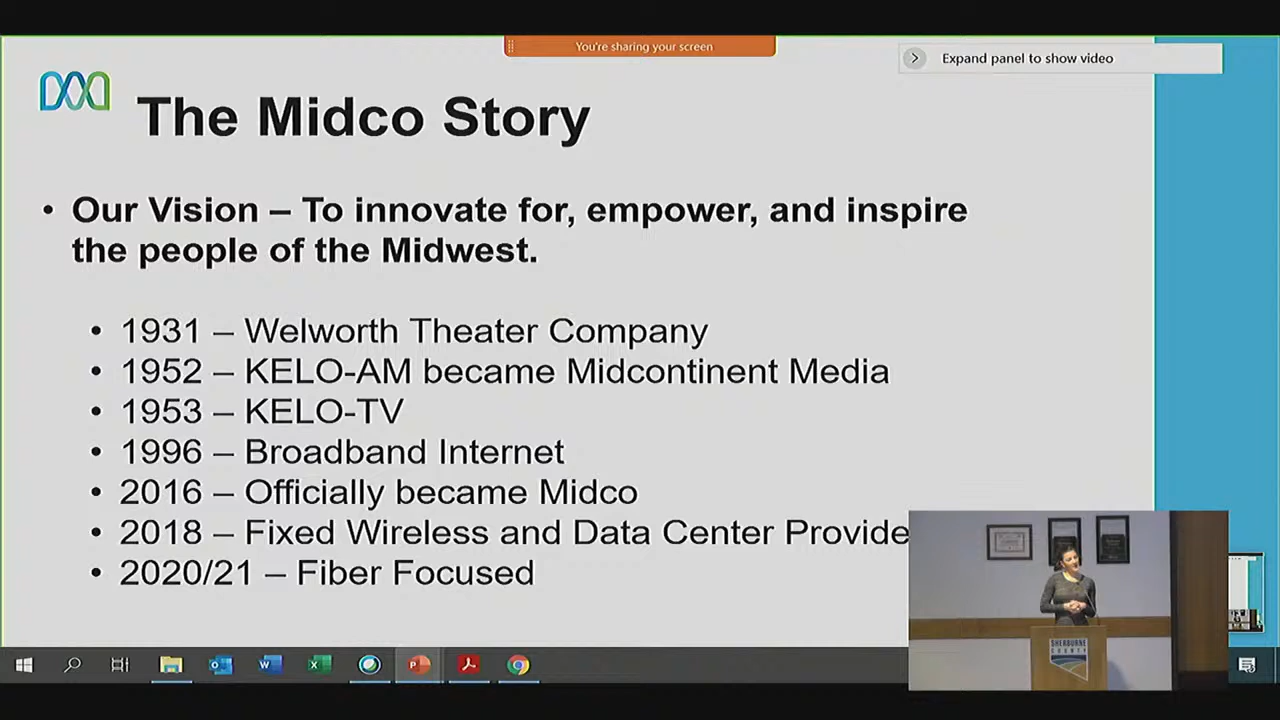 You're sharing your screen
Expand panel to show video
The Midco Story
• Our Vision – To innovate for, empower, and inspire
the people of the Midwest.
• 1931 – Welworth Theater Company
• 1952 – KELO-AM became Midcontinent Media
• 1953 – KELO-TV
• 1996 – Broadband Internet
• 2016 – Officially became Midco
• 2018 – Fixed Wireless and Data Center Provide
• 2020/21 – Fiber Focused
SHERBURNE
COUNTY